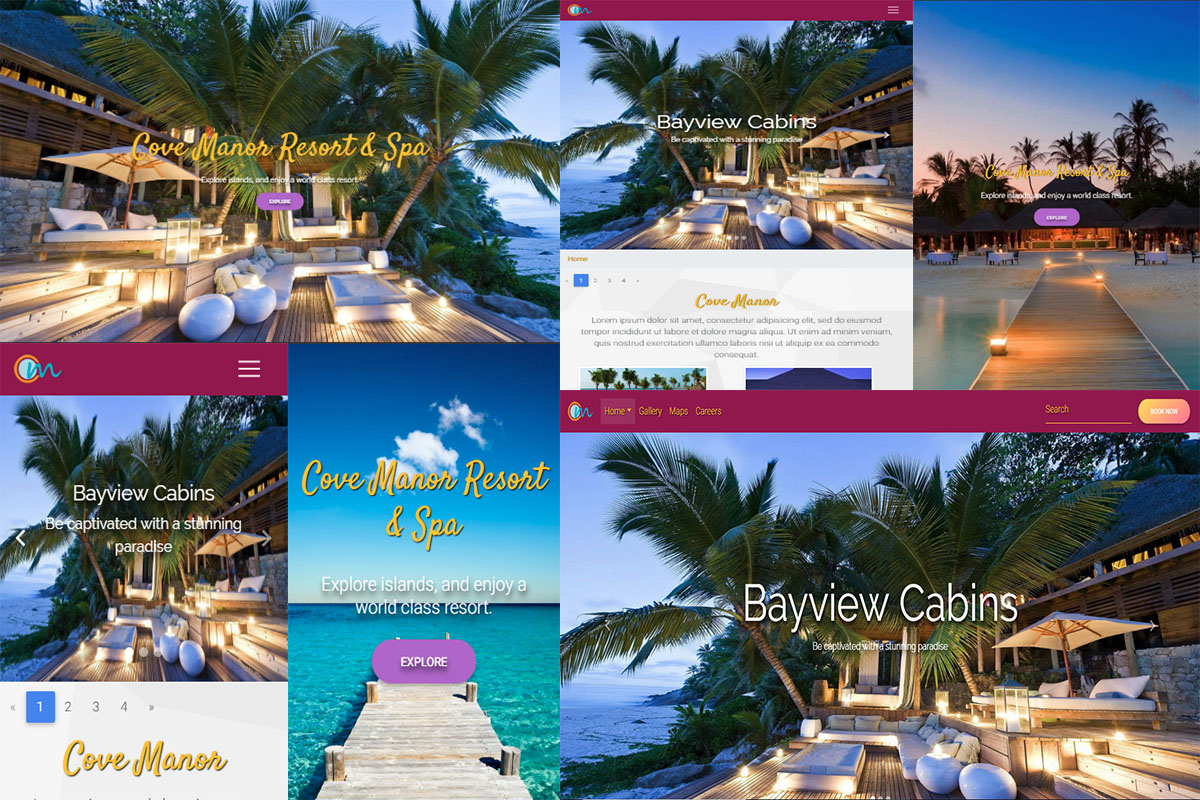 Cove Manor Resort & Spa
Explore islands, and enjoy a world class resort.
EXPLORE
Bayview Cabins
Be captivated with a stunning paradise
Home
« 1 2 3 4 »
Cove Manor
Lorem ipsum dolor sit amet, consectetur adipiscing elit, sed do eiusmod
tempor incididunt ut labore et dolore magna aliqua. Ut enim ad minim veniam,
quis nostrud exercitation ullamco laboris nisi ut aliquip ex ea commodo
consequat.
Cove Manor Resort & Spa
Explore islands, and enjoy a world class resort.
EXPLORE
Bayview Cabins
Be captivated with a stunning
paradise
« 1 2 3 4 »
Cove Manor
Cove Manor Resort
& Spa
Explore islands, and enjoy a
world class resort.
EXPLORE
Home Gallery Maps Careers Search BOOK NOW
Bayview Cabins
Be captivated with a stunning paradise